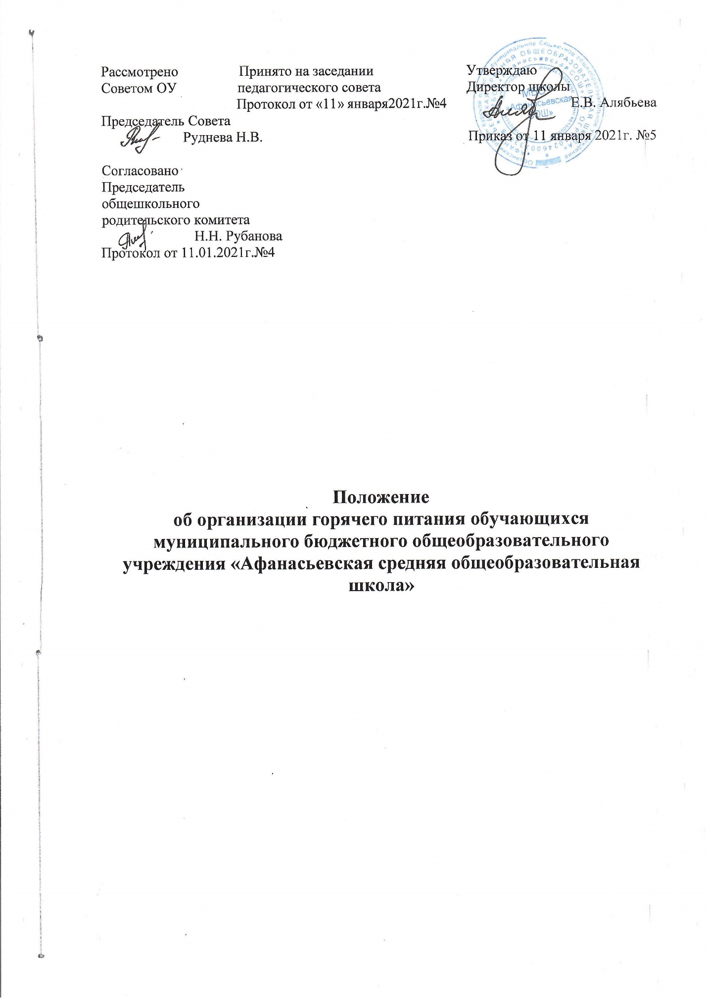 Рассмотрено
Советом ОУ
Председатель Совета
Руднева Н.В.
Принято на заседании
педагогического совета
Протокол от «11» января2021г.№4
Утверждаю
Директор школы
Е.В. Алябьева
Приказ от 11 января 2021г. №5
«Афанасьевская
СОШ»
Согласовано
Председатель
общешкольного
родительского комитета
Н.Н. Рубанова
Протокол от 11.01.2021г.№4
Положение
об организации горячего питания обучающихся
муниципального бюджетного общеобразовательного
учреждения «Афанасьевская средняя общеобразовательная
школа»